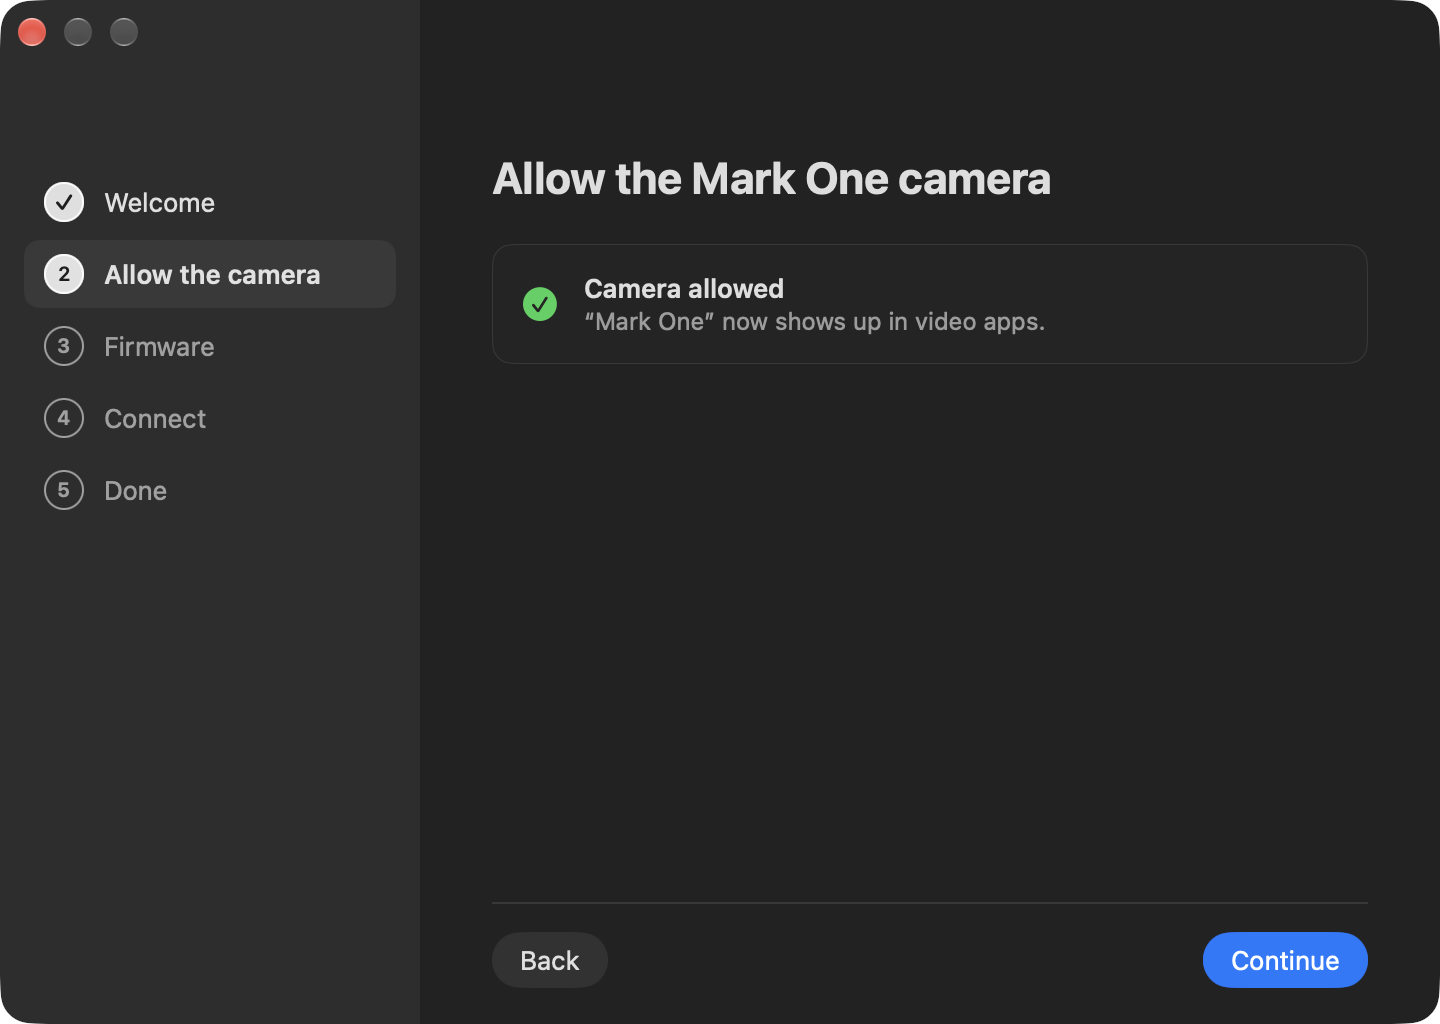 Welcome
2 Allow the camera
3 Firmware
4 Connect
5 Done
Allow the Mark One camera
Camera allowed
“Mark One” now shows up in video apps.
Back
Continue